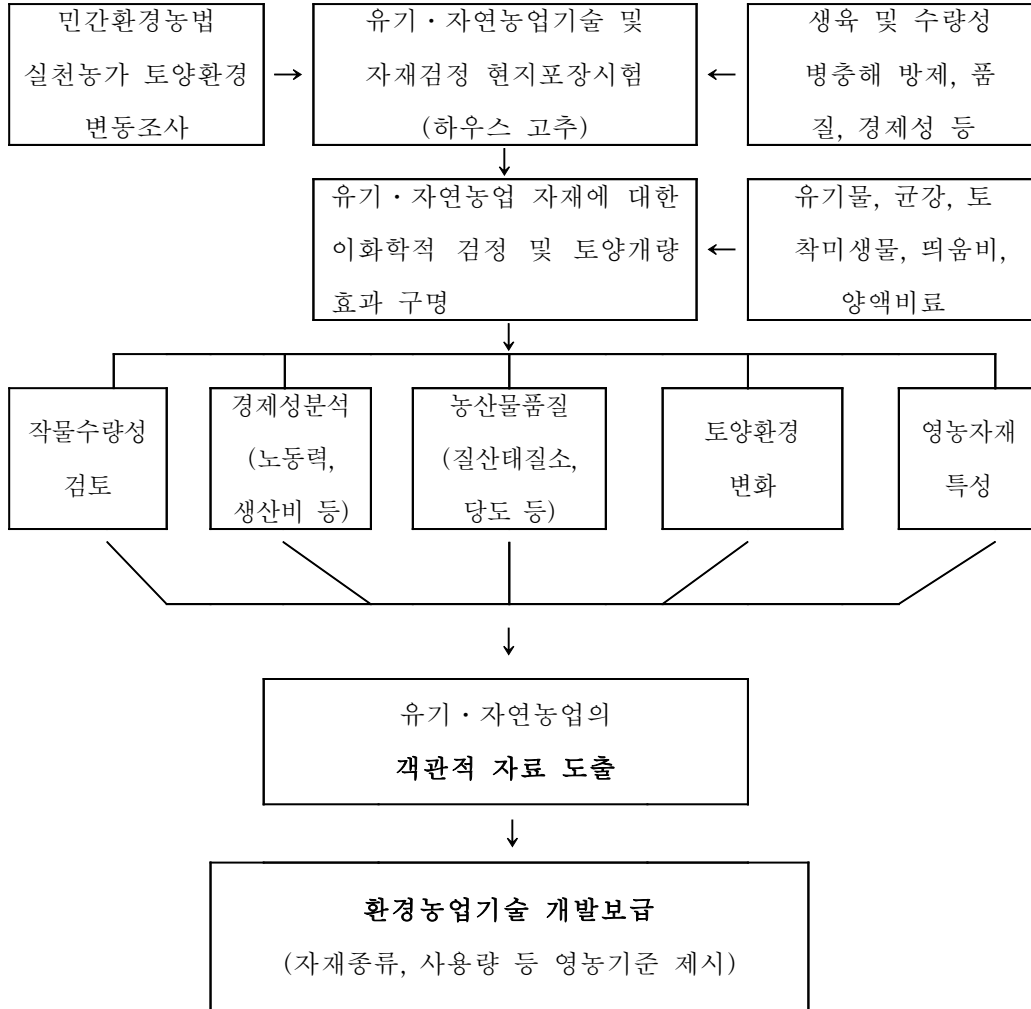 민간환경농법
실천농가 토양환경
변동조사
→
유기·자연농업기술 및
자재검정 현지포장시험
(하우스 고추)
←
생육 및 수량성
병충해 방제, 품
질, 경제성 등
↓
유기·자연농업 자재에 대한
이화학적 검정 및 토양개량
효과 구명
←
유기물, 균강, 토
착미생물, 띄움비,
양액비료
↓
작물수량성
검토
경제성분석
(노동력,
생산비 등)
농산물품질
(질산태질소,
당도 등)
토양환경
변화
영농자재
특성
↓
유기·자연농업의
객관적 자료 도출
↓
환경농업기술 개발보급
(자재종류, 사용량 등 영농기준 제시)